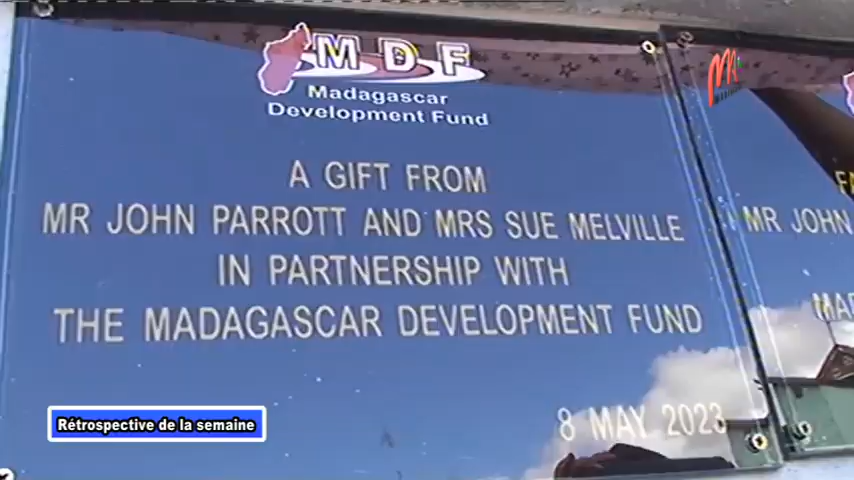 MDF
Madagascar
Development Fund
A GIFT FROM
MR JOHN PARROTT AND MRS SUE MELVILLE
IN PARTNERSHIP WITH
THE MADAGASCAR DEVELOPMENT FUND
8 MAY 2023
MR JOHN
Rétrospective de la semaine